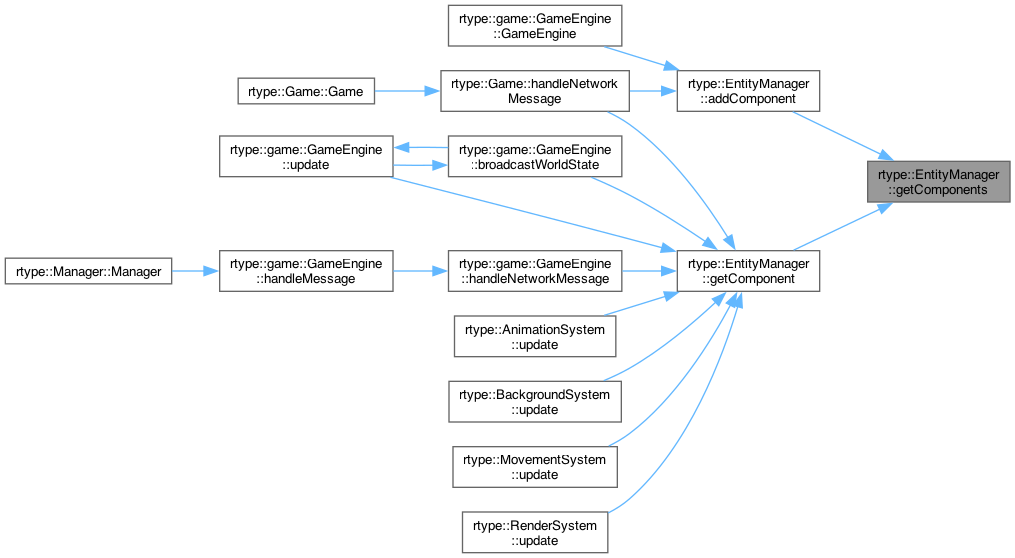 rtype::game::GameEngine
::GameEngine
rtype::Game::Game
rtype::Game::handleNetwork
Message
rtype::EntityManager
::addComponent
rtype::game::GameEngine
::update
rtype::game::GameEngine
::broadcastWorldState
rtype::EntityManager
::getComponents
rtype::Manager::Manager
rtype::game::GameEngine
::handleMessage
rtype::game::GameEngine
::handleNetworkMessage
rtype::EntityManager
::getComponent
rtype::AnimationSystem
::update
rtype::BackgroundSystem
::update
rtype::MovementSystem
::update
rtype::RenderSystem
::update